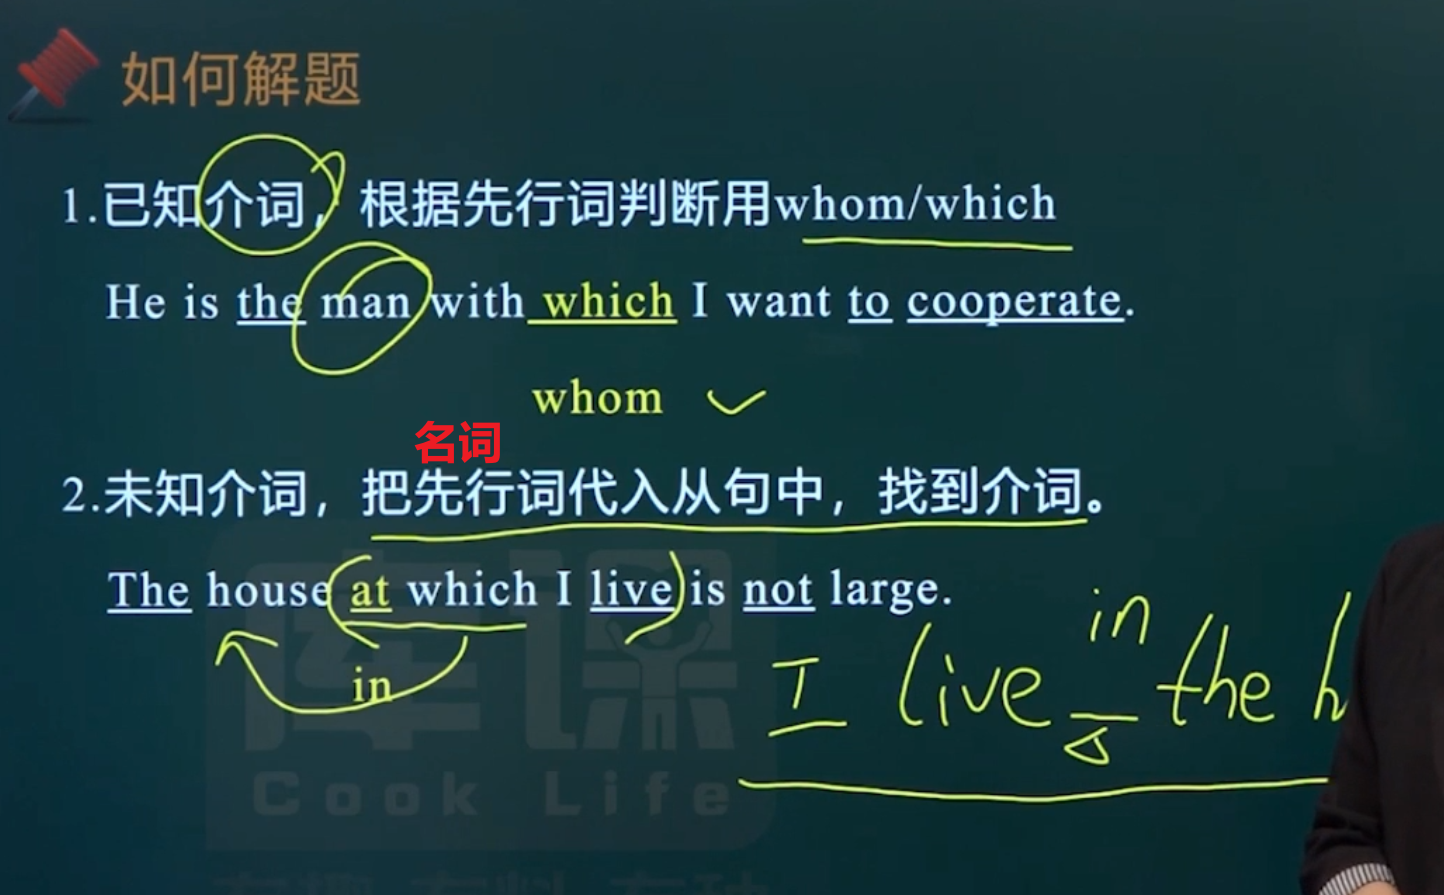 如何解题
1.已知介词，根据先行词判断用whom/which
He is the man with which I want to cooperate.
whom
名词
2.未知介词，把先行词代入从句中，找到介词。
The house at which I live is not large.
in
in
I live the h
库课
Cook Life